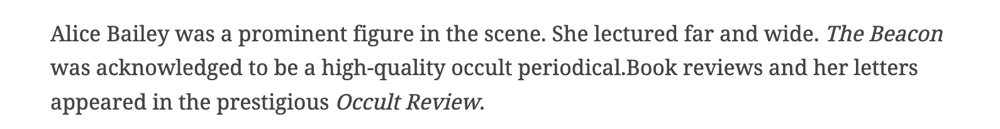 Alice Bailey was a prominent figure in the scene. She lectured far and wide. The Beacon
was acknowledged to be a high-quality occult periodical.Book reviews and her letters
appeared in the prestigious Occult Review.